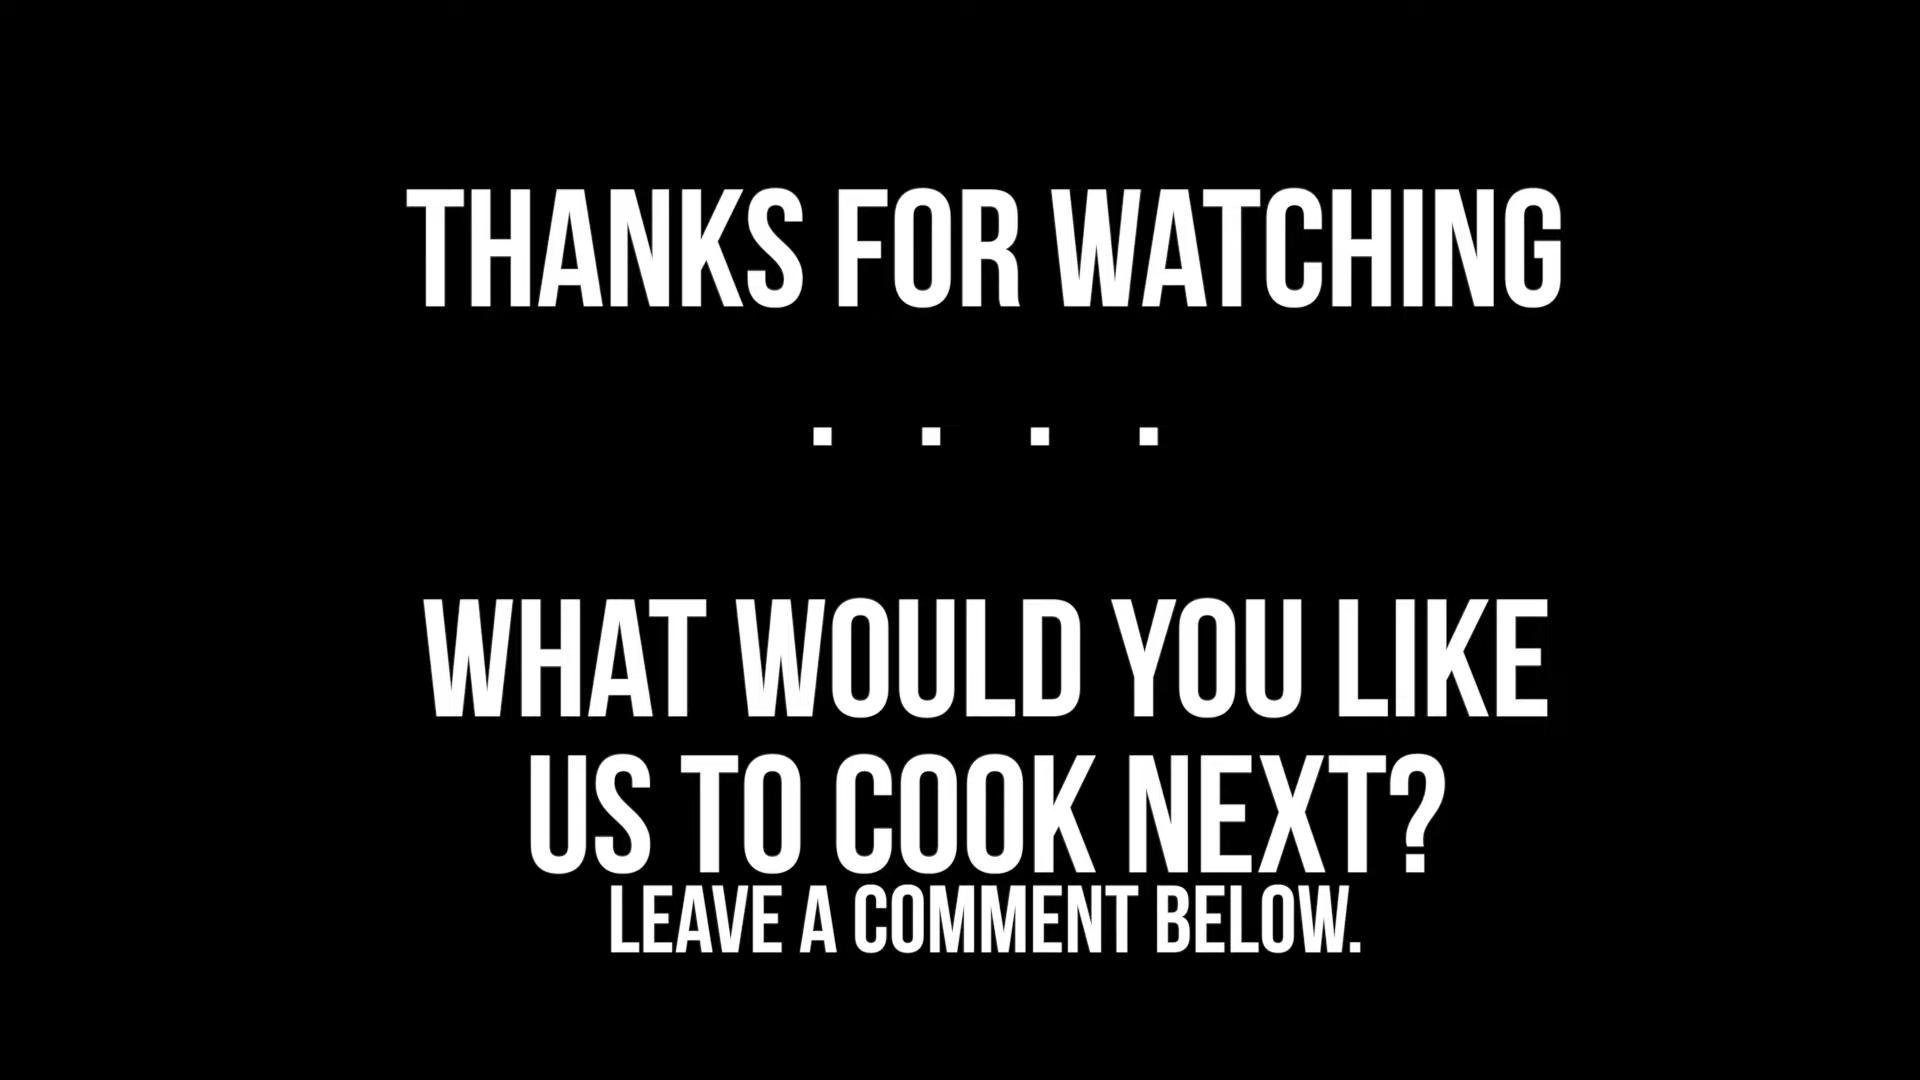 THANKS FOR WATCHING
. . . .
WHAT WOULD YOU LIKE
US TO COOK NEXT?
LEAVE A COMMENT BELOW.